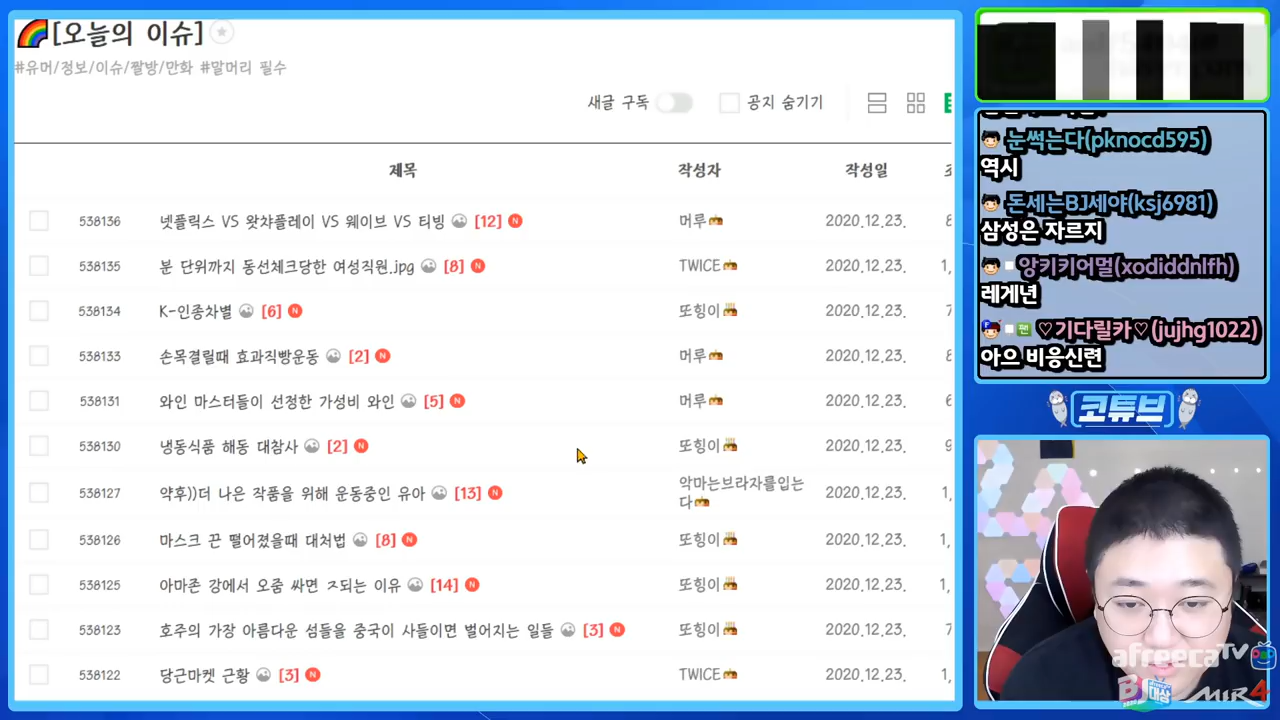 [오늘의 이슈]
#유머/정보/이슈/짤방/만화 #말머리 필수
새글 구독 공지 숨기기
제목 작성자 작성일
538136 넷플릭스 VS 왓챠플레이 VS 웨이브 VS 티빙 [12] N 머루 2020.12.23. 8
538135 분 단위까지 동선체크당한 여성직원.jpg [8] N TWICE 2020.12.23. 1,
538134 K-인종차별 [6] N 또힝이 2020.12.23. 7
538133 손목결릴때 효과직빵운동 [2] N 머루 2020.12.23. 8
538131 와인 마스터들이 선정한 가성비 와인 [5] N 머루 2020.12.23. 6
538130 냉동식품 해동 대참사 [2] N 또힝이 2020.12.23. 9
538127 약후))더 나은 작품을 위해 운동중인 유아 [13] N 악마는브라자를입는
다 2020.12.23. 1,
538126 마스크 끈 떨어졌을때 대처법 [8] N 또힝이 2020.12.23. 1,
538125 아마존 강에서 오줌 싸면 ㅈ되는 이유 [14] N 또힝이 2020.12.23. 1,
538123 호주의 가장 아름다운 섬들을 중국이 사들이면 벌어지는 일들 [3] N 또힝이 2020.12.23. 7
538122 당근마켓 근황 [3] N TWICE 2020.12.23.
눈썩는다(pknocd595)
역시
돈세는BJ세야(ksj6981)
삼성은 자르지
앙키키어멀(xodiddnlfh)
레게년
팬 ♡기다릴카♡(jujhg1022)
아으 비응신련
코튜브
afreecaTV
BJ대상 MIR4